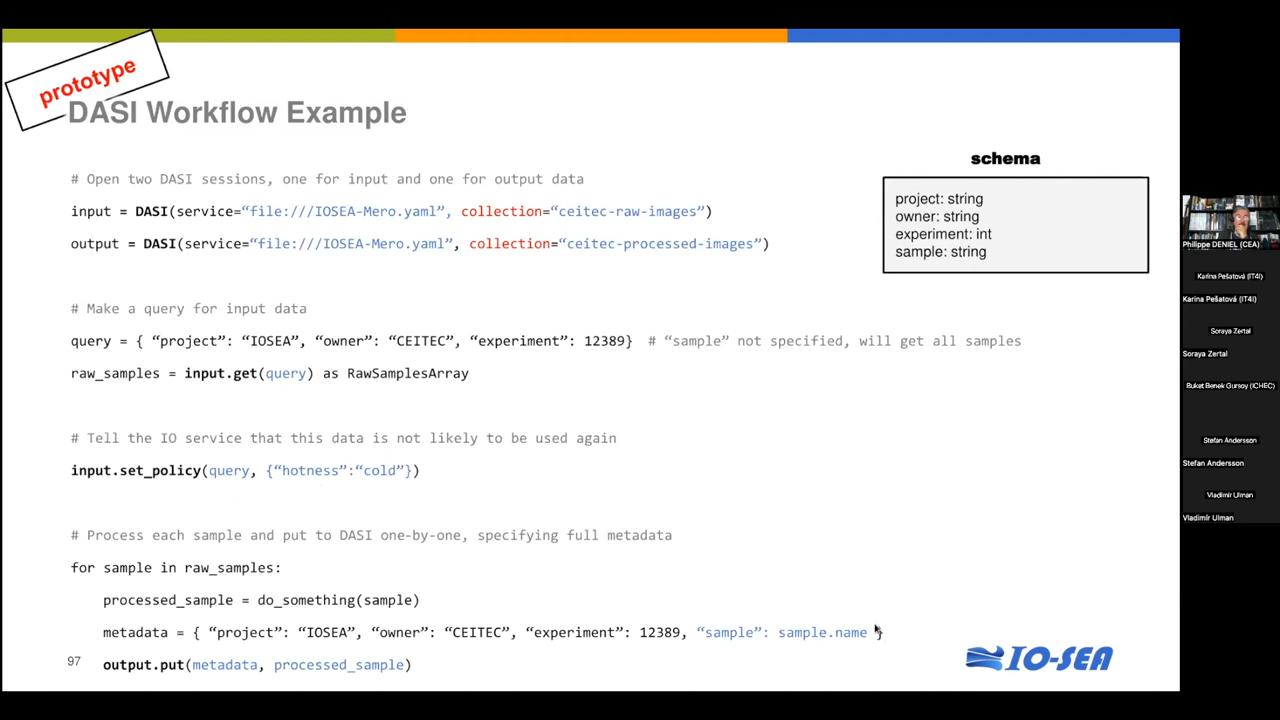 prototype
DASI Workflow Example
schema
project: string
owner: string
experiment: int
sample: string
# Open two DASI sessions, one for input and one for output data
input = DASI(service=“file:///IOSEA-Mero.yaml”, collection=“ceitec-raw-images”)
output = DASI(service=“file:///IOSEA-Mero.yaml”, collection=“ceitec-processed-images”)
# Make a query for input data
query = { “project”: “IOSEA”, “owner”: “CEITEC”, “experiment”: 12389} # “sample” not specified, will get all samples
raw_samples = input.get(query) as RawSamplesArray
# Tell the IO service that this data is not likely to be used again
input.set_policy(query, {“hotness”:“cold”})
# Process each sample and put to DASI one-by-one, specifying full metadata
for sample in raw_samples:
processed_sample = do_something(sample)
metadata = { “project”: “IOSEA”, “owner”: “CEITEC”, “experiment”: 12389, “sample”: sample.name }
output.put(metadata, processed_sample)
97
IO-SEA
Philippe DENIEL (CEA)
Karina Pešatová (IT4I)
Karina Pešatová (IT4I)
Soraya Zertal
Soraya Zertal
Buket Benek Gursoy (ICHEC)
Stefan Andersson
Stefan Andersson
Vladimír Ulman
Vladimír Ulman